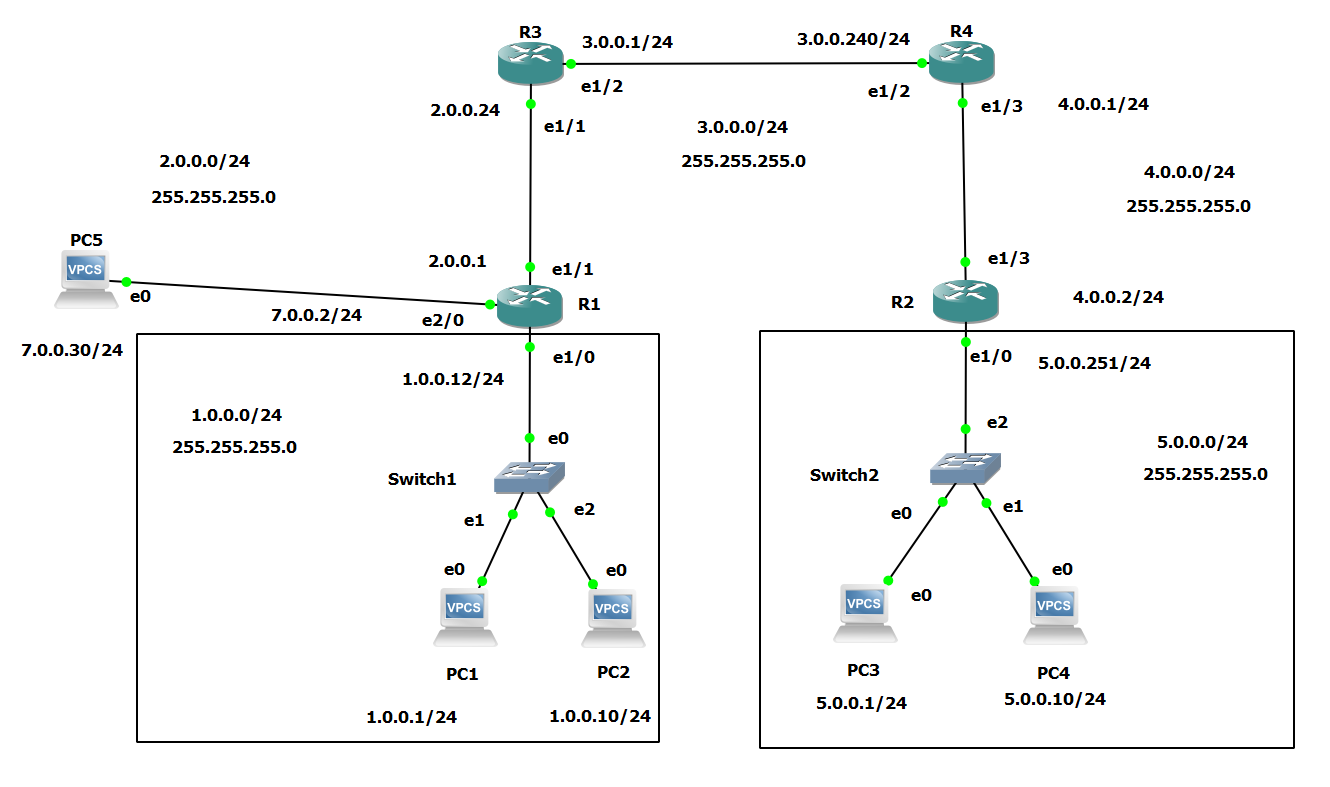 R3
R4
3.0.0.1/24
3.0.0.240/24
e1/2
e1/2
2.0.0.24
e1/1
e1/3
4.0.0.1/24
3.0.0.0/24
255.255.255.0
2.0.0.0/24
255.255.255.0
4.0.0.0/24
255.255.255.0
PC5
VPCS
e0
2.0.0.1
e1/1
R1
7.0.0.2/24
e2/0
7.0.0.30/24
e1/3
R2
4.0.0.2/24
e1/0
1.0.0.12/24
1.0.0.0/24
255.255.255.0
e0
Switch1
e1
e2
e0
e0
VPCS
VPCS
PC1
PC2
1.0.0.1/24
1.0.0.10/24
e1/0
5.0.0.251/24
e2
5.0.0.0/24
255.255.255.0
Switch2
e0
e1
e0
e0
VPCS
VPCS
PC3
PC4
5.0.0.1/24
5.0.0.10/24